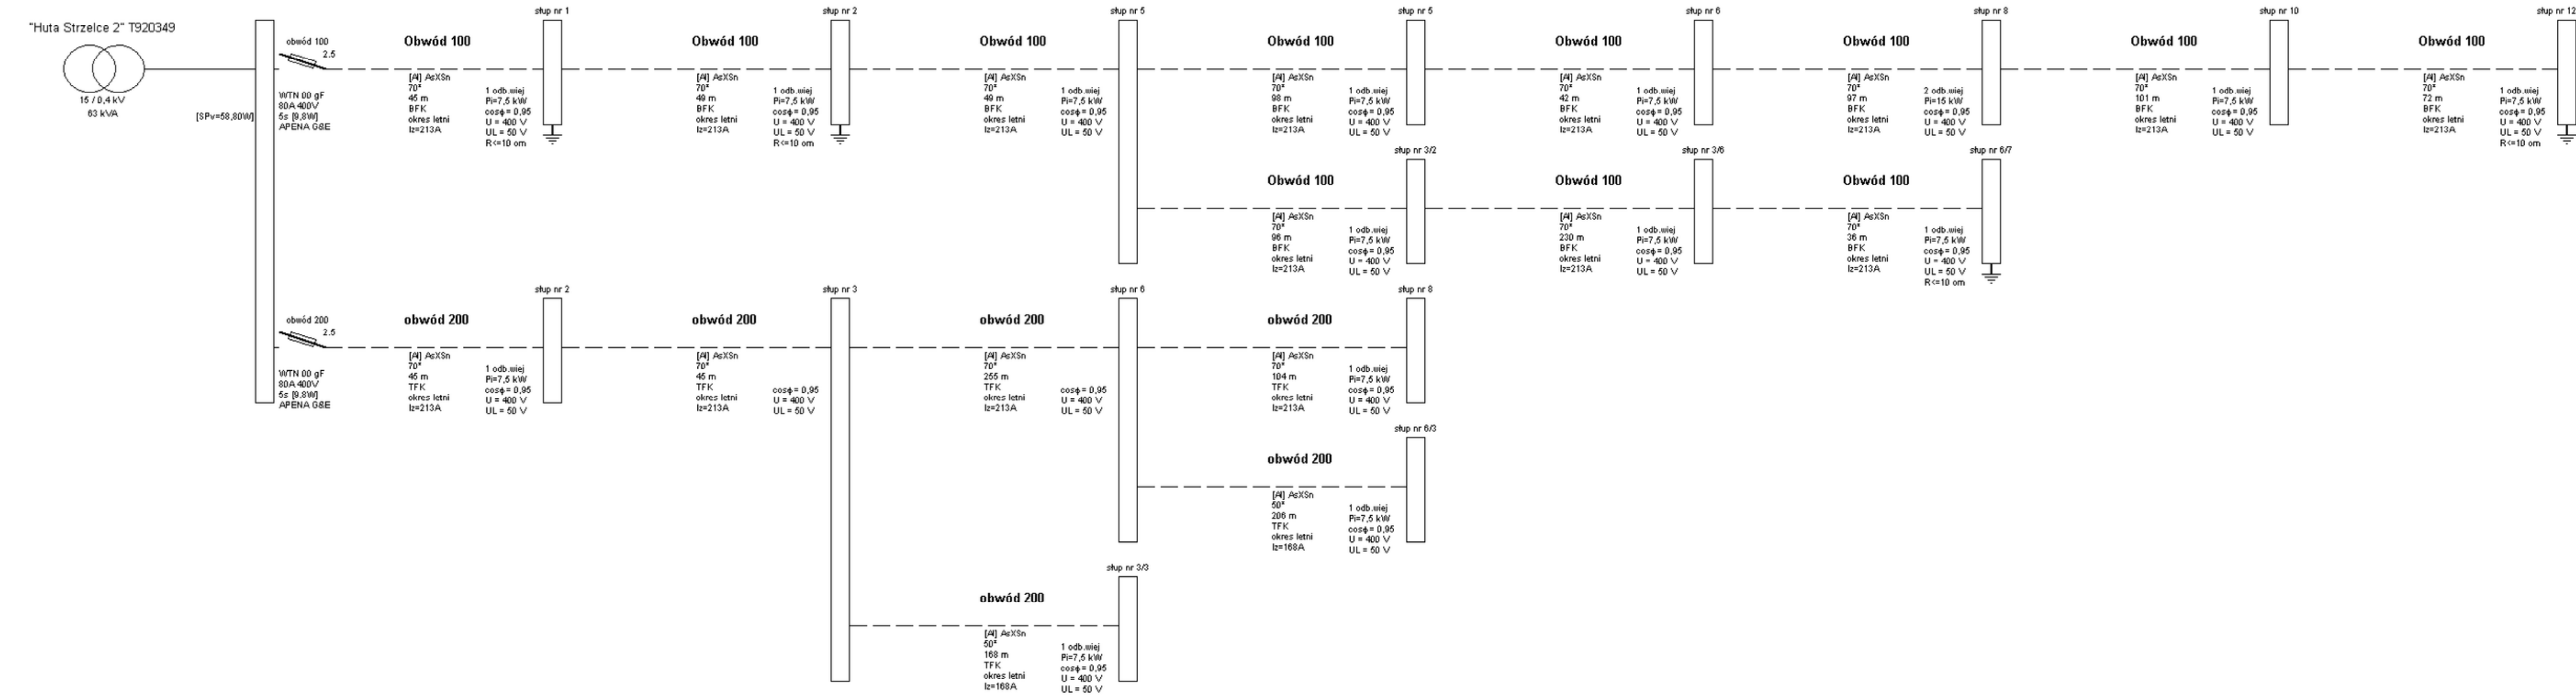 "Huta Strzelce 2" T920349
15 / 0,4 kV
63 kVA
[SPv=58,80W]
obwód 100
2.5
WTN 00 gF
80A 400V
5s [9,8W]
APENA G&E
Obwód 100
[Al] AsXSn
70*
45 m
BFK
okres letni
Iz=213A
słup nr 1
1 odb.wiej
Pi=7,5 kW
cosϕ= 0,95
U = 400 V
UL = 50 V
R<=10 om
Obwód 100
[Al] AsXSn
70*
49 m
BFK
okres letni
Iz=213A
słup nr 2
1 odb.wiej
Pi=7,5 kW
cosϕ= 0,95
U = 400 V
UL = 50 V
R<=10 om
Obwód 100
[Al] AsXSn
70*
49 m
BFK
okres letni
Iz=213A
słup nr 5
1 odb.wiej
Pi=7,5 kW
cosϕ= 0,95
U = 400 V
UL = 50 V
Obwód 100
[Al] AsXSn
70*
98 m
BFK
okres letni
Iz=213A
słup nr 5
1 odb.wiej
Pi=7,5 kW
cosϕ= 0,95
U = 400 V
UL = 50 V
Obwód 100
[Al] AsXSn
70*
42 m
BFK
okres letni
Iz=213A
słup nr 6
1 odb.wiej
Pi=7,5 kW
cosϕ= 0,95
U = 400 V
UL = 50 V
Obwód 100
[Al] AsXSn
70*
97 m
BFK
okres letni
Iz=213A
słup nr 8
2 odb.wiej
Pi=15 kW
cosϕ= 0,95
U = 400 V
UL = 50 V
Obwód 100
[Al] AsXSn
70*
101 m
BFK
okres letni
Iz=213A
słup nr 10
1 odb.wiej
Pi=7,5 kW
cosϕ= 0,95
U = 400 V
UL = 50 V
Obwód 100
[Al] AsXSn
70*
72 m
BFK
okres letni
Iz=213A
słup nr 12
1 odb.wiej
Pi=7,5 kW
cosϕ= 0,95
U = 400 V
UL = 50 V
R<=10 om
Obwód 100
[Al] AsXSn
70*
96 m
BFK
okres letni
Iz=213A
słup nr 3/2
1 odb.wiej
Pi=7,5 kW
cosϕ= 0,95
U = 400 V
UL = 50 V
Obwód 100
[Al] AsXSn
70*
230 m
BFK
okres letni
Iz=213A
słup nr 3/6
1 odb.wiej
Pi=7,5 kW
cosϕ= 0,95
U = 400 V
UL = 50 V
Obwód 100
[Al] AsXSn
70*
36 m
BFK
okres letni
Iz=213A
słup nr 6/7
1 odb.wiej
Pi=7,5 kW
cosϕ= 0,95
U = 400 V
UL = 50 V
R<=10 om
obwód 200
2.5
WTN 00 gF
80A 400V
5s [9,8W]
APENA G&E
obwód 200
[Al] AsXSn
70*
45 m
TFK
okres letni
Iz=213A
słup nr 2
1 odb.wiej
Pi=7,5 kW
cosϕ= 0,95
U = 400 V
UL = 50 V
obwód 200
[Al] AsXSn
70*
45 m
TFK
okres letni
Iz=213A
słup nr 3
cosϕ= 0,95
U = 400 V
UL = 50 V
obwód 200
[Al] AsXSn
70*
255 m
TFK
okres letni
Iz=213A
słup nr 6
cosϕ= 0,95
U = 400 V
UL = 50 V
obwód 200
[Al] AsXSn
70*
104 m
TFK
okres letni
Iz=213A
słup nr 8
1 odb.wiej
Pi=7,5 kW
cosϕ= 0,95
U = 400 V
UL = 50 V
obwód 200
[Al] AsXSn
50*
206 m
TFK
okres letni
Iz=168A
słup nr 6/3
1 odb.wiej
Pi=7,5 kW
cosϕ= 0,95
U = 400 V
UL = 50 V
obwód 200
[Al] AsXSn
50*
168 m
TFK
okres letni
Iz=168A
słup nr 3/3
1 odb.wiej
Pi=7,5 kW
cosϕ= 0,95
U = 400 V
UL = 50 V